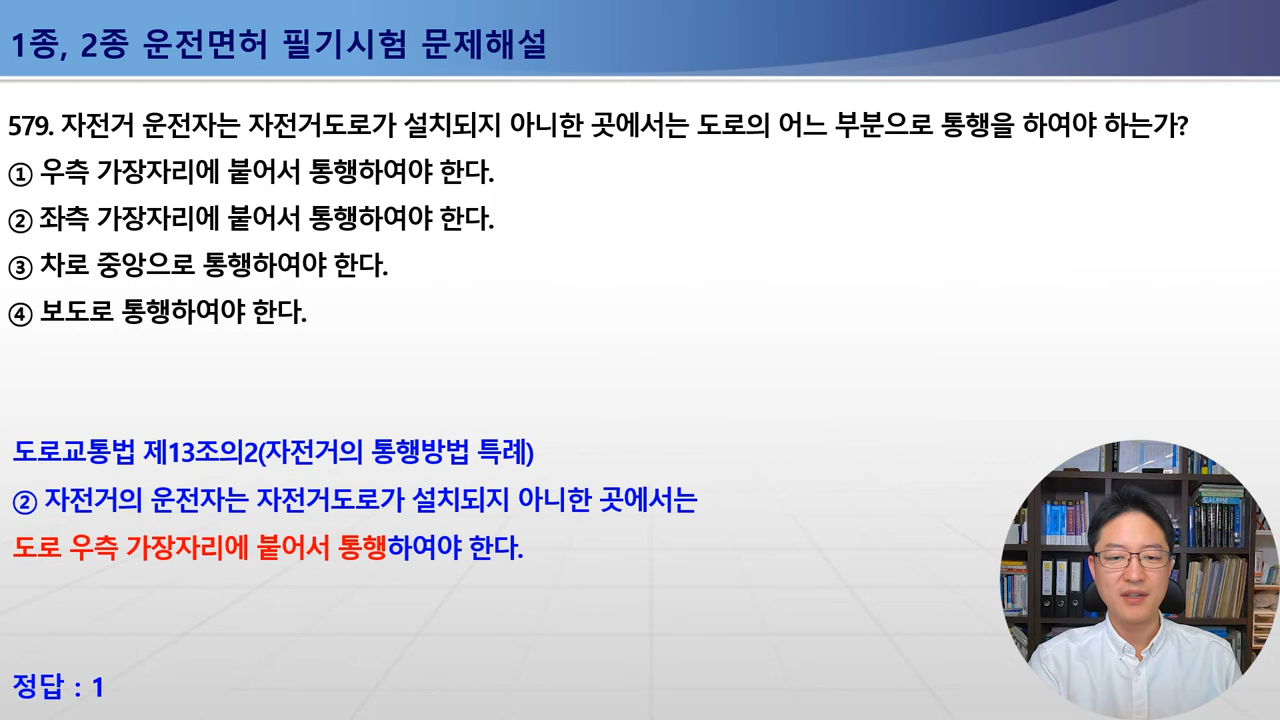 1종, 2종 운전면허 필기시험 문제해설
579. 자전거 운전자는 자전거도로가 설치되지 아니한 곳에서는 도로의 어느 부분으로 통행을 하여야 하는가?
① 우측 가장자리에 붙어서 통행하여야 한다.
② 좌측 가장자리에 붙어서 통행하여야 한다.
③ 차로 중앙으로 통행하여야 한다.
④ 보도로 통행하여야 한다.
도로교통법 제13조의2(자전거의 통행방법 특례)
② 자전거의 운전자는 자전거도로가 설치되지 아니한 곳에서는
도로 우측 가장자리에 붙어서 통행하여야 한다.
정답 : 1